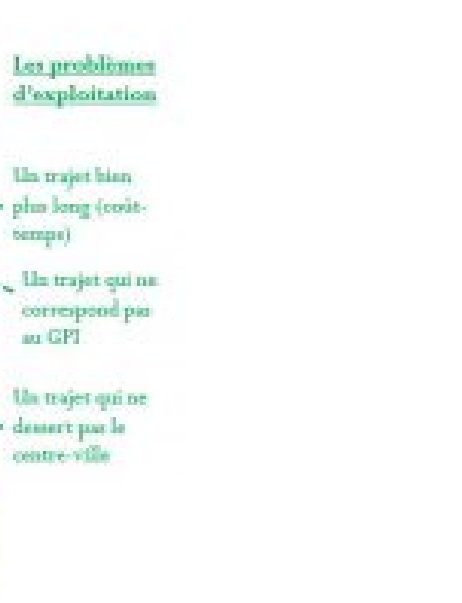 Les problèmes
d'exploitation
Un trajet bien
plus long (coût-
temps)
Un trajet qui ne
correspond pas
au GPI
Un trajet qui ne
dessert pas le
centre-ville